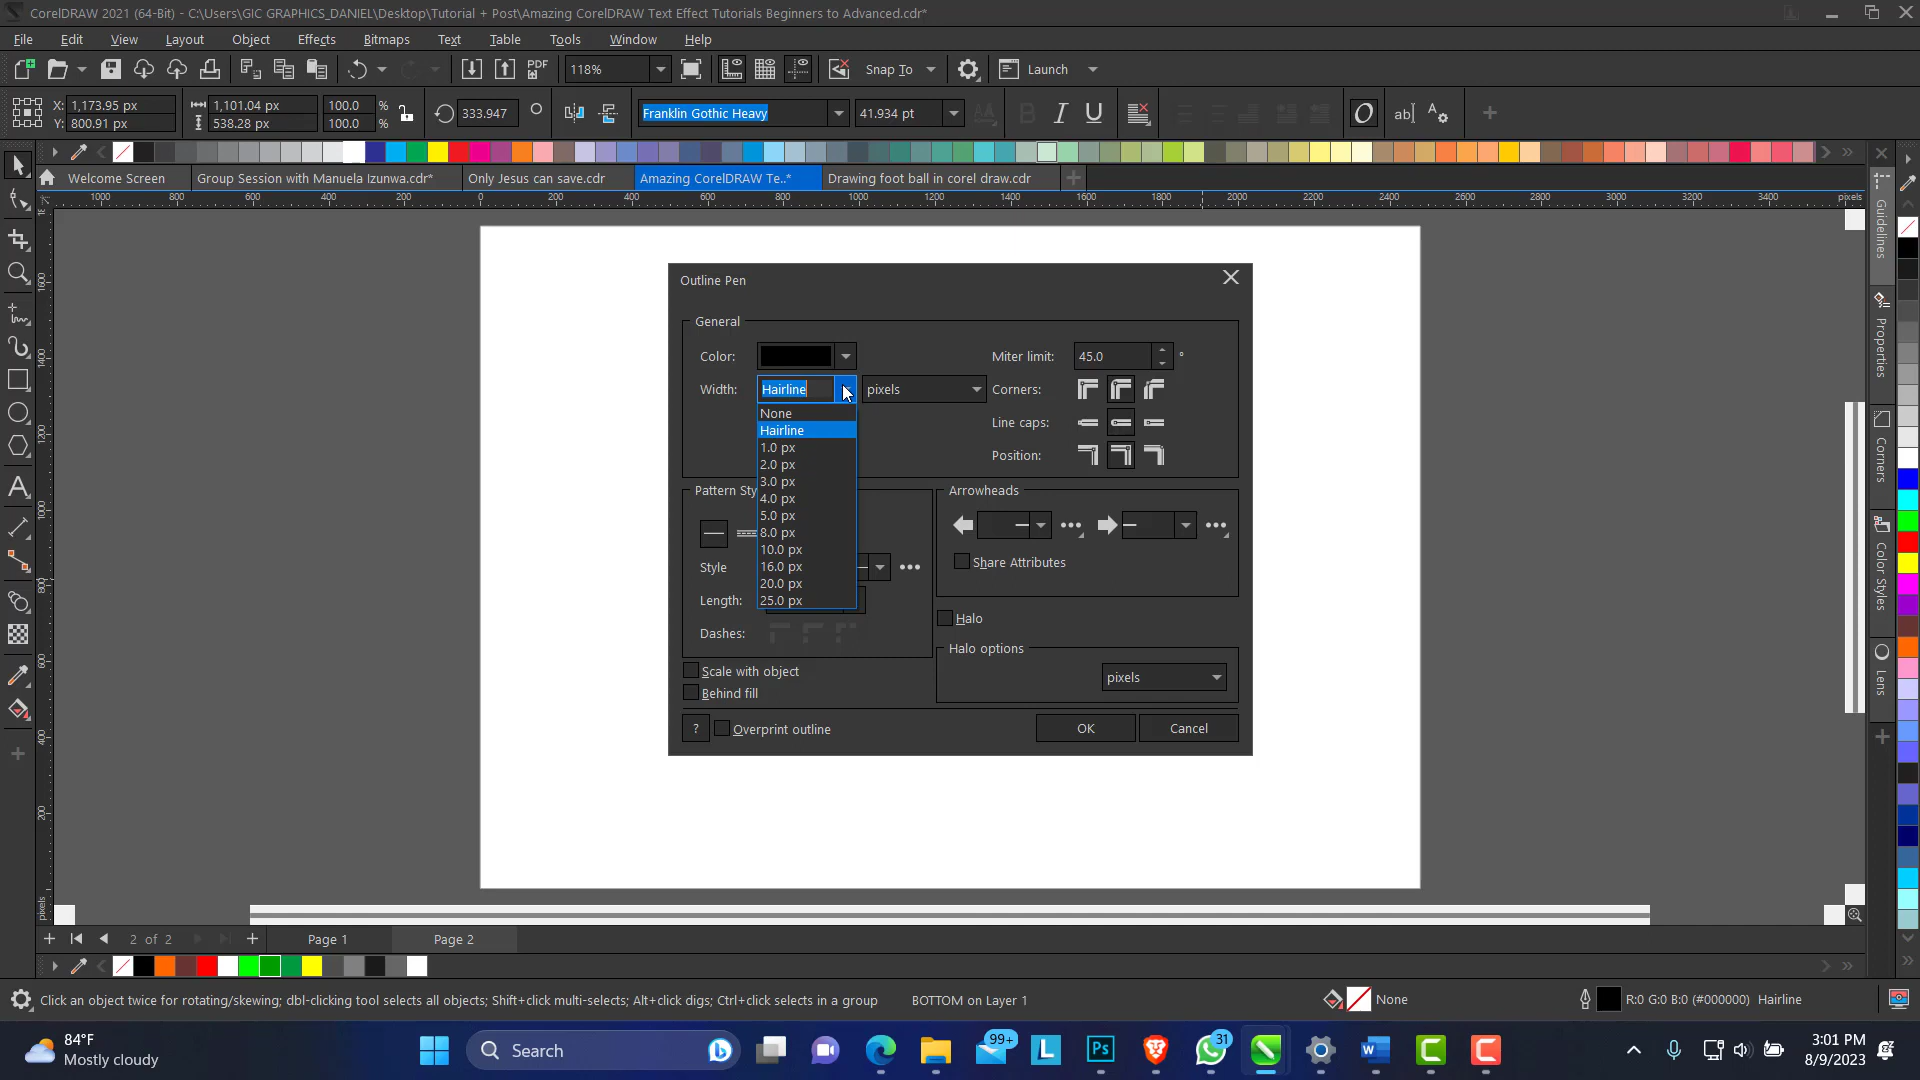 CorelDRAW 2021 (64-Bit) - C:\Users\GIC GRAPHICS_DANIEL\Desktop\Tutorial + Post\Amazing CorelDRAW Text Effect Tutorials Beginners to Advanced.cdr*
File Edit View Layout Object Effects Bitmaps Text Table Tools Window Help
PDF 118% Snap To Launch
X: 1,173.95 px 1,101.04 px 100.0 % 333.947 Franklin Gothic Heavy 41.934 pt
Y: 800.91 px 538.28 px 100.0 %
Welcome Screen Group Session with Manuela Izunwa.cdr* Only Jesus can save.cdr Amazing CorelDRAW Te..* Drawing foot ball in corel draw.cdr
1000 800 600 400 200 0 200 400 600 800 1000 1200 1400 1600 1800 2000 2200 2400 2600 2800 3000 3200 3400 pixels
1600
1400
1200
1000
800
600
400
200
pixels
Outline Pen
General
Color: Miter limit: 45.0 °
Width: Hairline pixels Corners:
None
Hairline
1.0 px
2.0 px
3.0 px
4.0 px
5.0 px
8.0 px
10.0 px
16.0 px
20.0 px
25.0 px
Line caps:
Position:
Pattern Sty
Style
Length:
Dashes:
Arrowheads
Share Attributes
Halo
Halo options
pixels
Scale with object
Behind fill
? Overprint outline OK Cancel
Guidelines
Properties
Corners
Color Styles
Lens
2 of 2 Page 1 Page 2
Click an object twice for rotating/skewing; dbl-clicking tool selects all objects; Shift+click multi-selects; Alt+click digs; Ctrl+click selects in a group BOTTOM on Layer 1 None R:0 G:0 B:0 (#000000) Hairline
84°F
Mostly cloudy
Search
99+
L
Ps
31
W
C
C
3:01 PM
8/9/2023